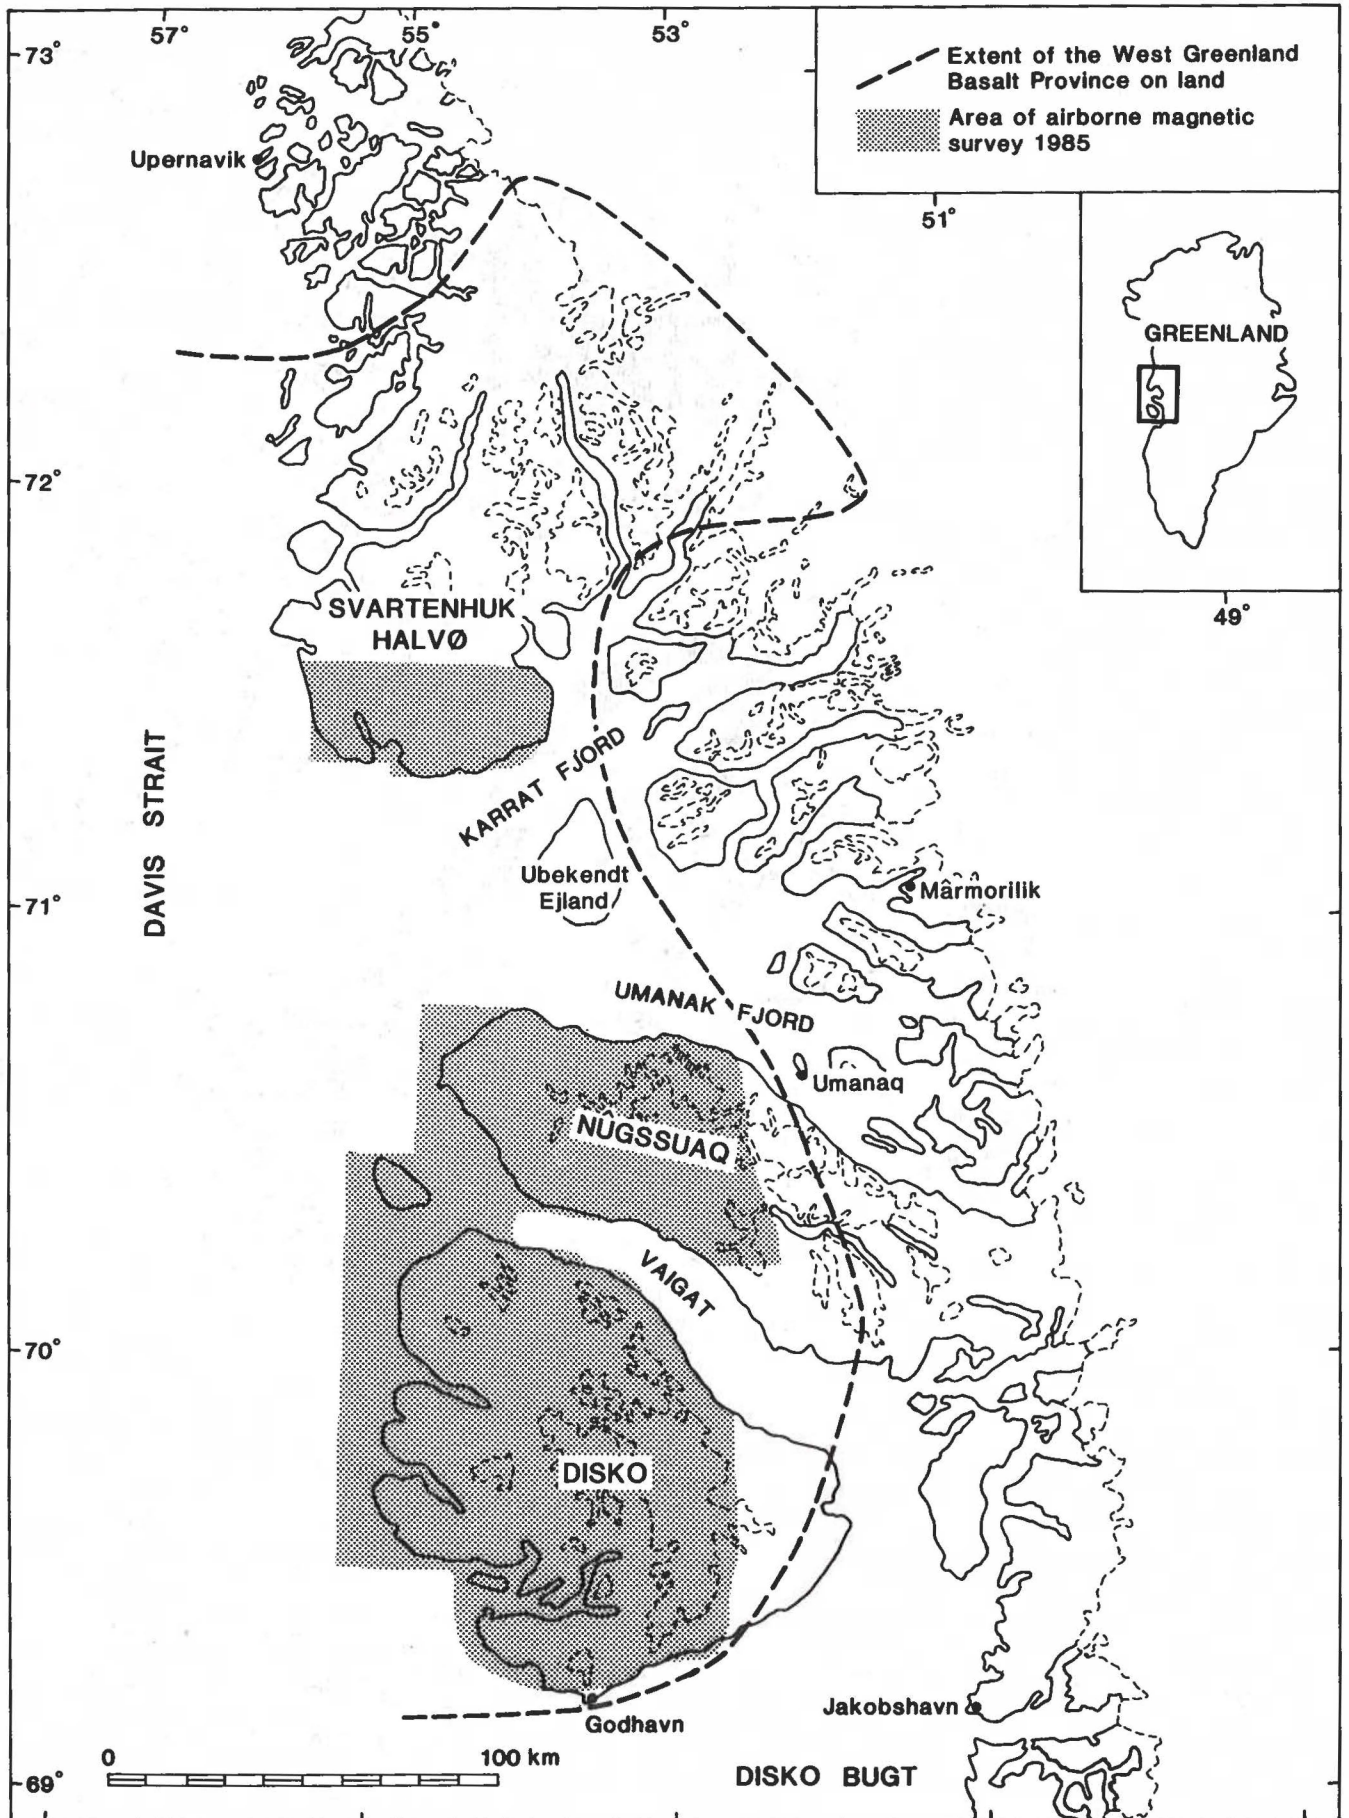 57°
55°
53°
73°
Extent of the West Greenland
Basalt Province on land
Area of airborne magnetic
survey 1985
Upernavik
51°
GREENLAND
72°
SVARTENHUK
HALVØ
49°
DAVIS STRAIT
KARRAT FJORD
Ubekendt
Ejland
Mârmorilik
71°
UMANAK FJORD
Umanaq
NÛGSSUAQ
VAIGAT
70°
DISKO
Jakobshavn
Godhavn
0
100 km
DISKO BUGT
69°